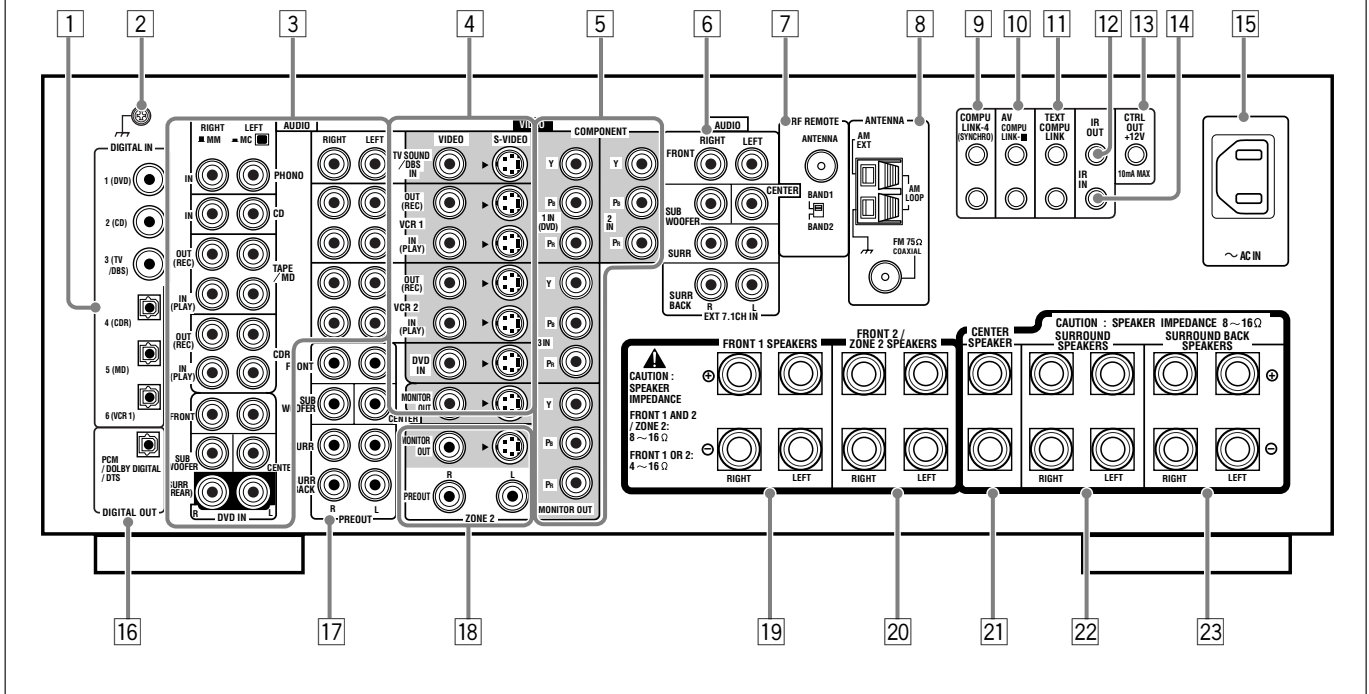 1 2 3 4 5 6 7 8 9 10 11 12 13 14 15
DIGITAL IN
1 (DVD)
2 (CD)
3 (TV
/DBS)
4 (CDR)
5 (MD)
6 (VCR 1)
PCM
/DOLBY DIGITAL
/DTS
DIGITAL OUT
RIGHT LEFT
MM MC
AUDIO
IN PHONO
IN CD
OUT
(REC)
TAPE
/MD
IN
(PLAY)
OUT
(REC)
CDR
IN
(PLAY)
FRONT
SUB
WOOFER
CENTER
SURR
(REAR)
R L
DVD IN
RIGHT LEFT
FRONT
SUB
WOOFER
CENTER
SURR
SURR
BACK
R L
PREOUT
VIDEO S-VIDEO
TV SOUND
/DBS
IN
OUT
(REC)
VCR 1
IN
(PLAY)
OUT
(REC)
VCR 2
IN
(PLAY)
DVD
IN
MONITOR
OUT
MONITOR
OUT
R L
PREOUT
ZONE 2
VIDEO
COMPONENT
Y Y
PB PB
1 IN
(DVD)
2
IN
PR PR
Y
PB
3 IN
PR
Y
PB
PR
MONITOR OUT
AUDIO
RIGHT LEFT
FRONT
CENTER
SUB
WOOFER
SURR
SURR
BACK
R L
EXT 7.1CH IN
RF REMOTE
ANTENNA
BAND1
BAND2
ANTENNA
AM
EXT
AM
LOOP
FM 75Ω
COAXIAL
COMPU
LINK-4
(SYNCHRO)
AV
COMPU
LINK-
TEXT
COMPU
LINK
IR
OUT
IR
IN
CTRL
OUT
+12V
10mA MAX
～ AC IN
CAUTION :
SPEAKER
IMPEDANCE
FRONT 1 AND 2
/ ZONE 2:
8～16 Ω
FRONT 1 OR 2:
4～16 Ω
FRONT 1 SPEAKERS
⊕
⊖
RIGHT LEFT
FRONT 2 /
ZONE 2 SPEAKERS
RIGHT LEFT
CENTER
SPEAKER
CAUTION : SPEAKER IMPEDANCE 8～16Ω
SURROUND
SPEAKERS
RIGHT LEFT
SURROUND BACK
SPEAKERS
⊕
⊖
RIGHT LEFT
16 17 18 19 20 21 22 23